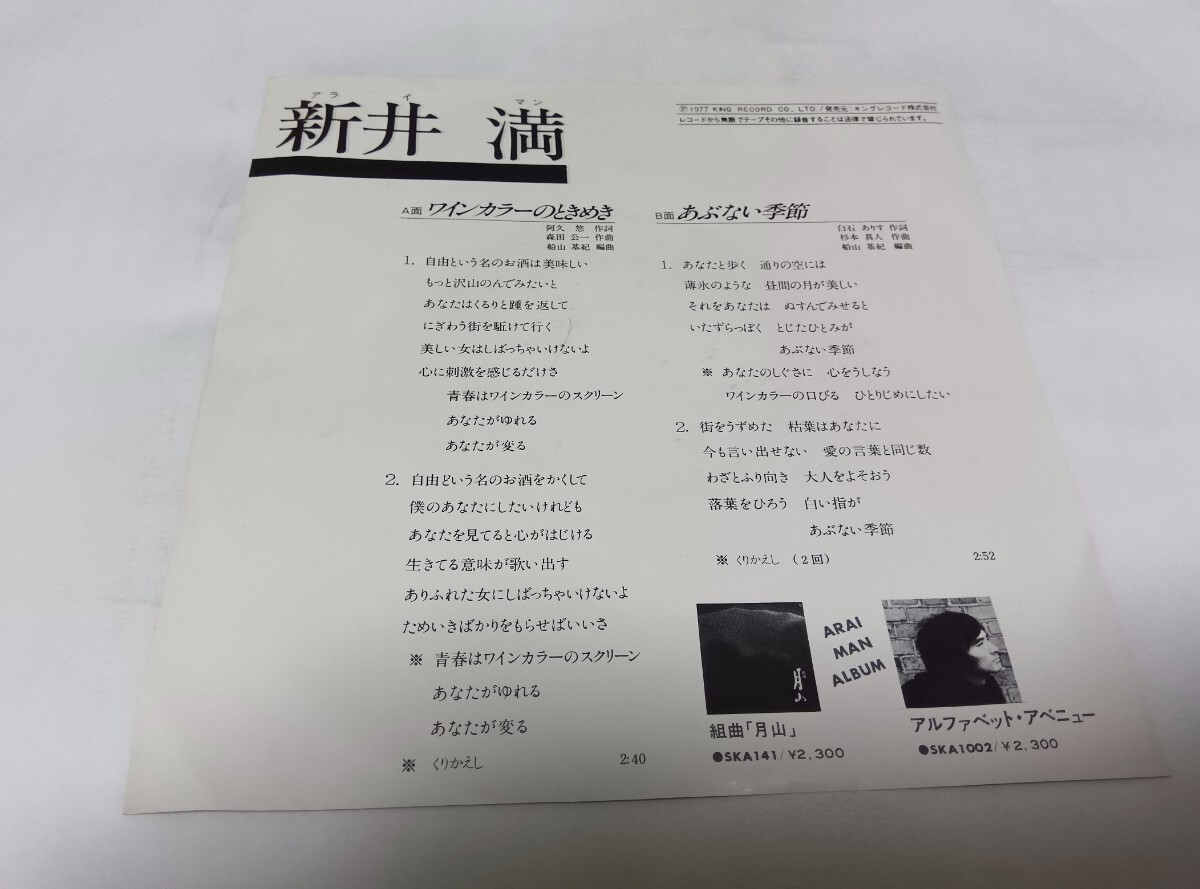 アライ マン
新井 満
Ⓟ1977 KING RECORD CO., LTD./発売元:キングレコード株式会社
レコードから無断でテープその他に録音することは法律で禁じられています。
A面 ワインカラーのときめき
阿久 悠 作詞
森田 公一 作曲
船山 基紀 編曲
1. 自由という名のお酒は美味しい
もっと沢山のんでみたいと
あなたはくるりと踵を返して
にぎわう街を駈けて行く
美しい女はしばっちゃいけないよ
心に刺激を感じるだけさ
青春はワインカラーのスクリーン
あなたがゆれる
あなたが変る
2. 自由という名のお酒をかくして
僕のあなたにしたいけれども
あなたを見てると心がはじける
生きてる意味が歌い出す
ありふれた女にしばっちゃいけないよ
ためいきばかりをもらせばいいさ
※ 青春はワインカラーのスクリーン
あなたがゆれる
あなたが変る
※ くりかえし 2:40
B面 あぶない季節
白石 ありす 作詞
杉本 真人 作曲
船山 基紀 編曲
1. あなたと歩く 通りの空には
薄氷のような 昼間の月が美しい
それをあなたは ぬすんでみせると
いたずらっぽく とじたひとみが
あぶない季節
※ あなたのしぐさに 心をうしなう
ワインカラーの口びる ひとりじめにしたい
2. 街をうずめた 枯葉はあなたに
今も言い出せない 愛の言葉と同じ数
わざとふり向き 大人をよそおう
落葉をひろう 白い指が
あぶない季節
※ くりかえし (2回) 2:52
月山
ARAI
MAN
ALBUM
組曲「月山」
●SKA141/¥2,300
アルファベット・アベニュー
●SKA1002/¥2,300